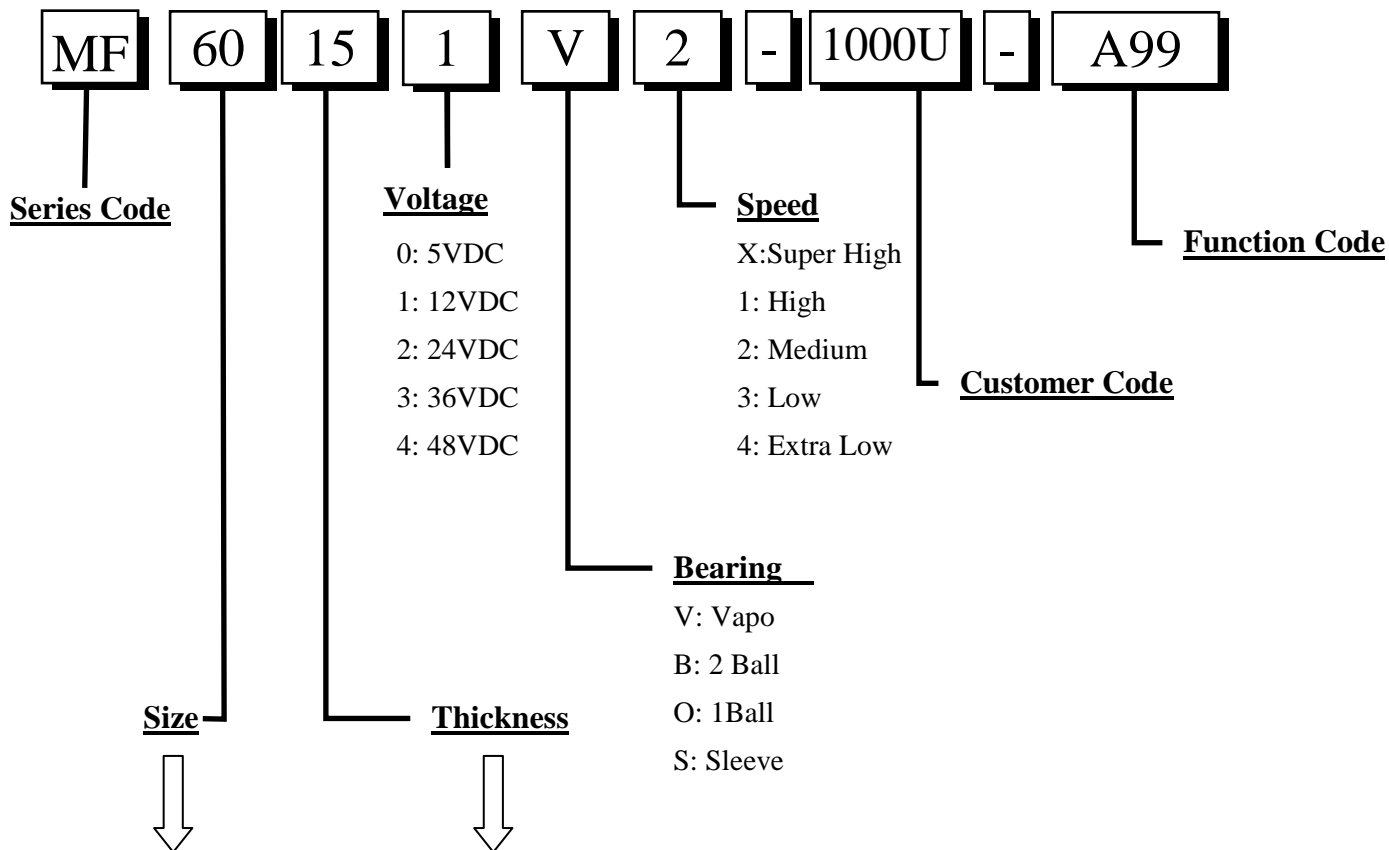 MF 60 15 1 V 2 - 1000U - A99
Series Code
Voltage
0: 5VDC
1: 12VDC
2: 24VDC
3: 36VDC
4: 48VDC
Speed
X:Super High
1: High
2: Medium
3: Low
4: Extra Low
Function Code
Customer Code
Bearing
V: Vapo
B: 2 Ball
O: 1Ball
S: Sleeve
Size
Thickness